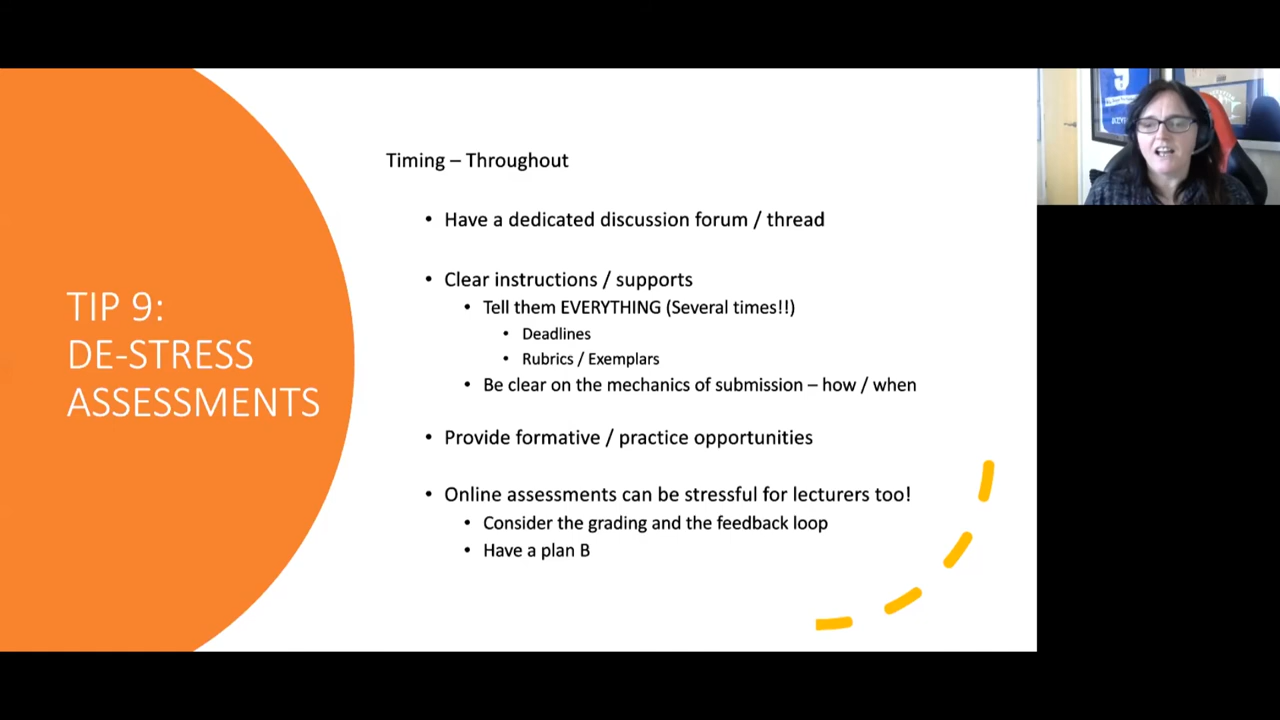 TIP 9:
DE-STRESS
ASSESSMENTS
Timing – Throughout
• Have a dedicated discussion forum / thread
• Clear instructions / supports
• Tell them EVERYTHING (Several times!!)
• Deadlines
• Rubrics / Exemplars
• Be clear on the mechanics of submission – how / when
• Provide formative / practice opportunities
• Online assessments can be stressful for lecturers too!
• Consider the grading and the feedback loop
• Have a plan B
9